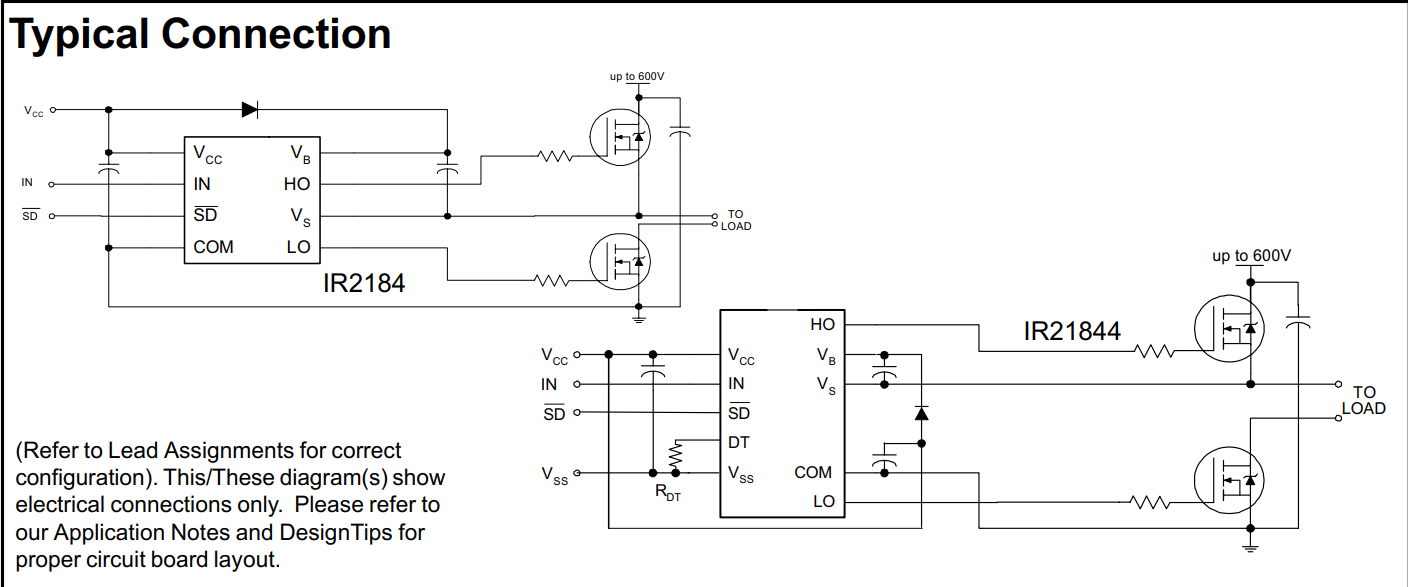 Typical Connection
up to 600V
VCC
VCC
VB
IN
IN
HO
SD
SD
VS
TO
LOAD
COM
LO
IR2184
up to 600V
HO
IR21844
VCC
VCC
VB
IN
IN
VS
TO
LOAD
SD
SD
DT
VSS
VSS
COM
RDT
LO
(Refer to Lead Assignments for correct
configuration). This/These diagram(s) show
electrical connections only. Please refer to
our Application Notes and DesignTips for
proper circuit board layout.